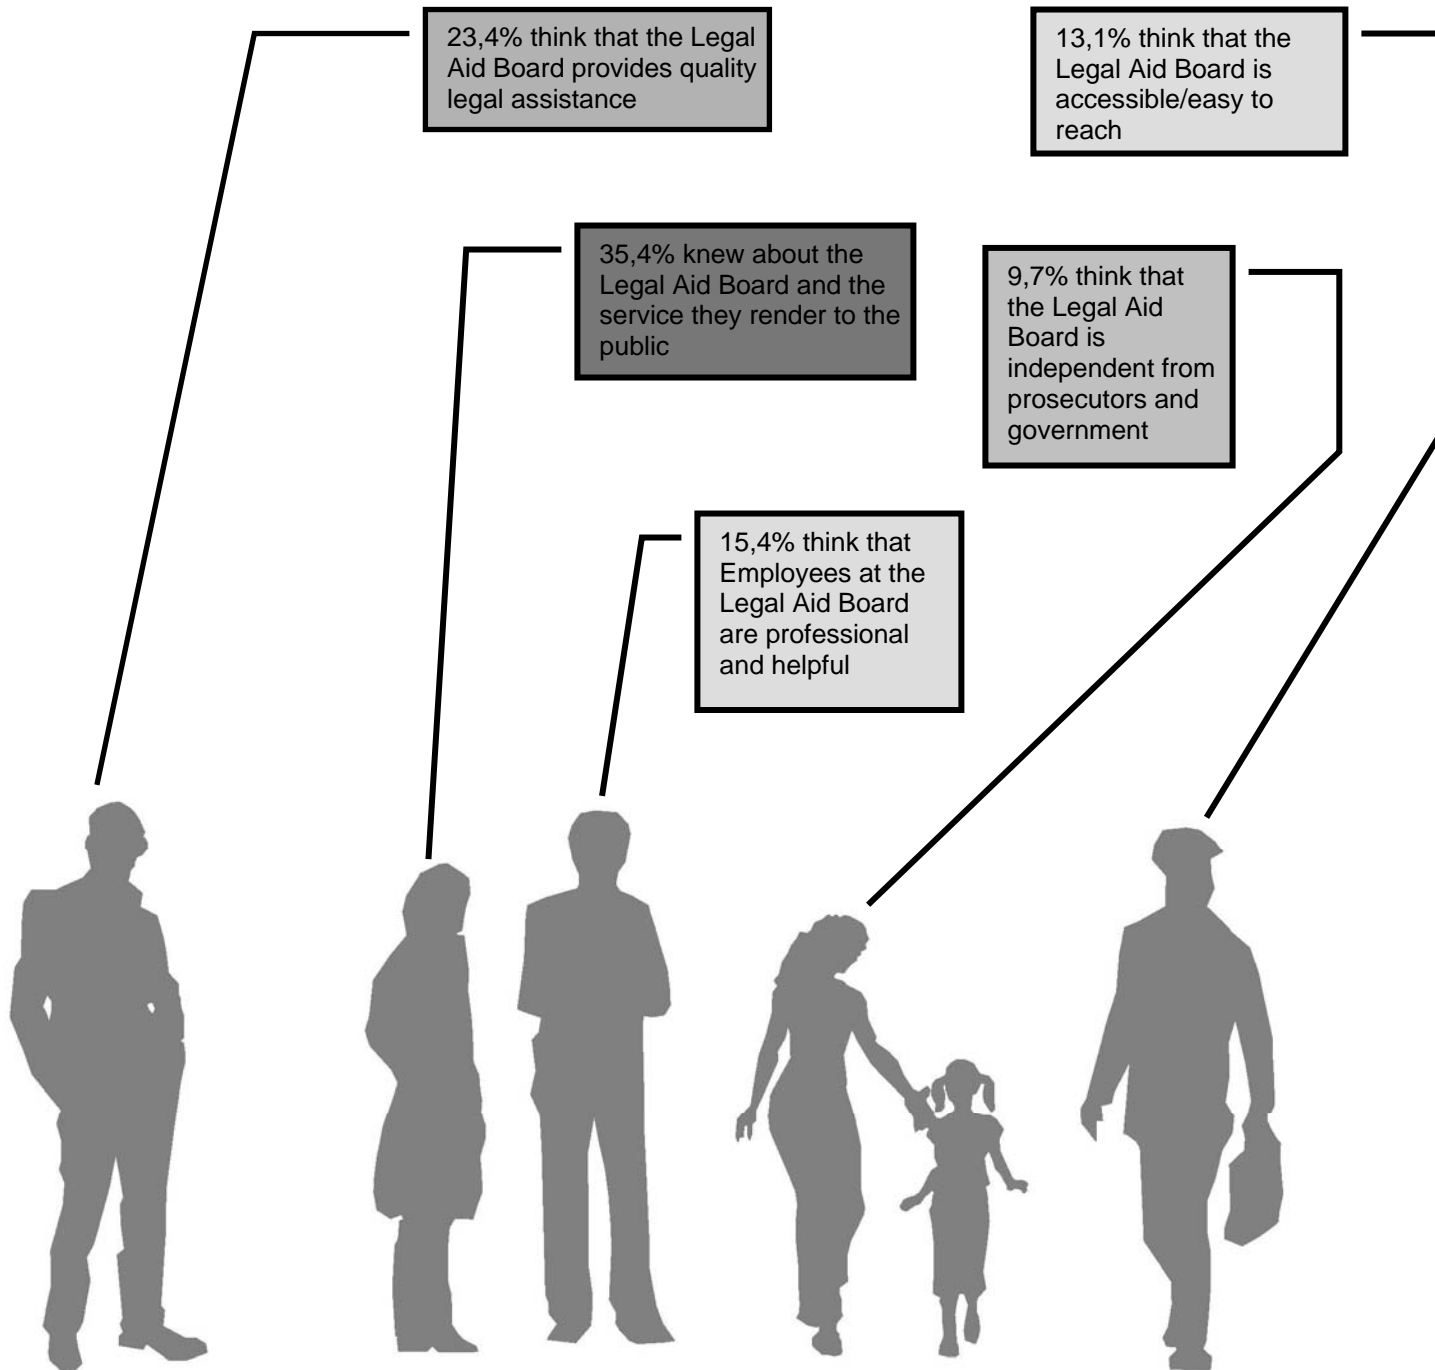 23,4% think that the Legal
Aid Board provides quality
legal assistance
13,1% think that the
Legal Aid Board is
accessible/easy to
reach
35,4% knew about the
Legal Aid Board and the
service they render to the
public
9,7% think that
the Legal Aid
Board is
independent from
prosecutors and
government
15,4% think that
Employees at the
Legal Aid Board
are professional
and helpful